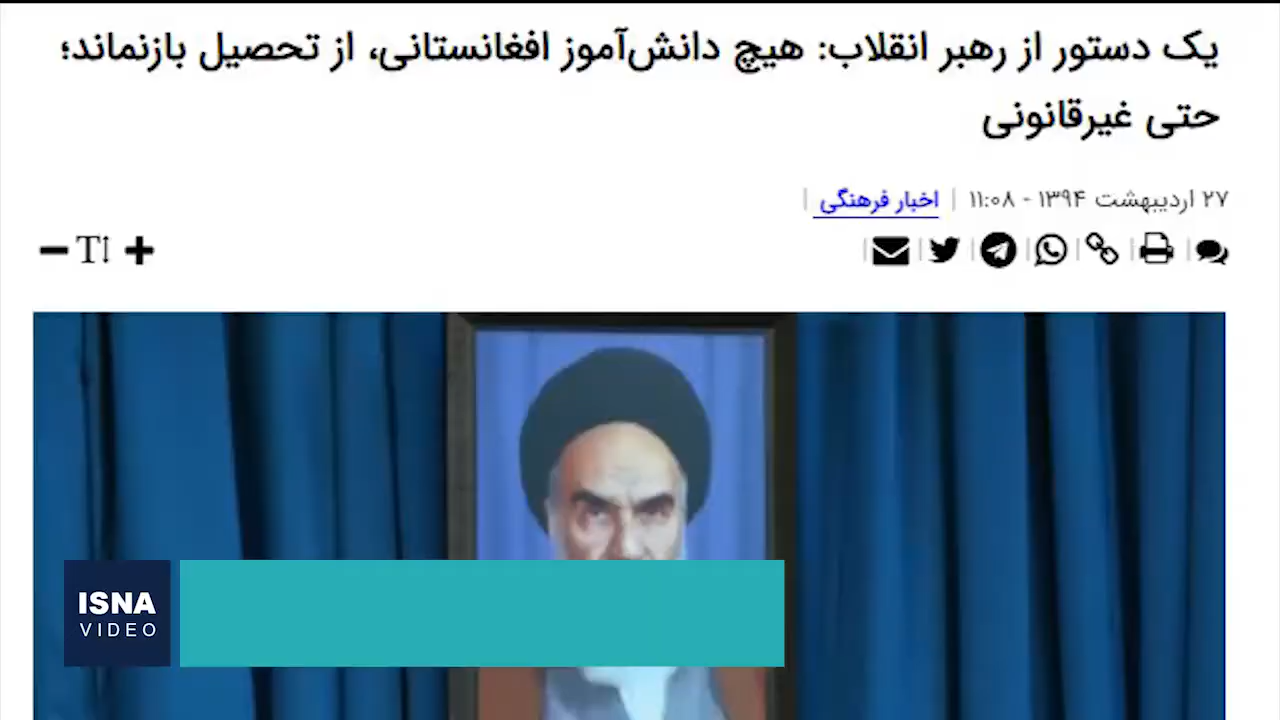 یک دستور از رهبر انقلاب: هیچ دانش‌آموز افغانستانی، از تحصیل بازنماند؛
حتی غیرقانونی
۲۷ اردیبهشت ۱۳۹۴ - ۱۱:۰۸ | اخبار فرهنگی |
ISNA
VIDEO